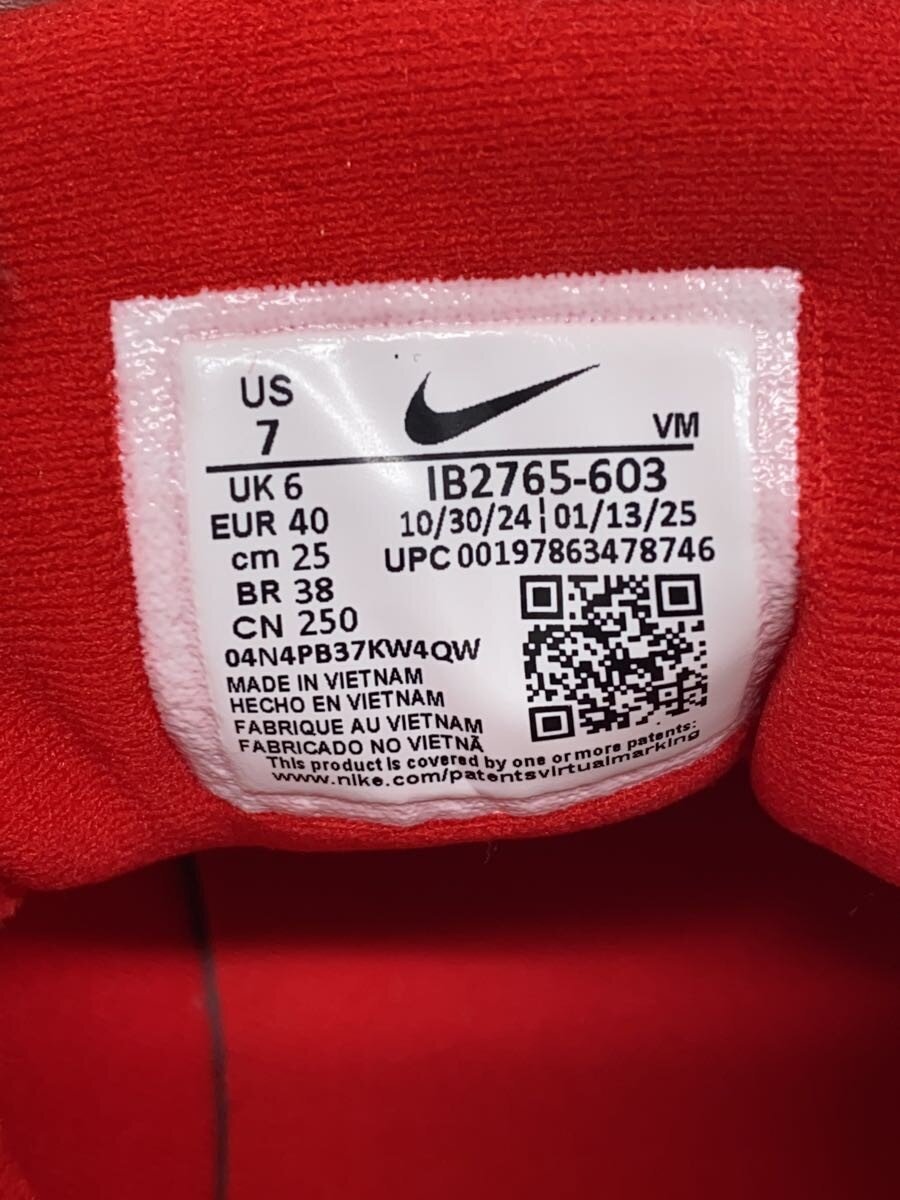 US
7
VM
UK 6
EUR 40
cm 25
BR 38
CN 250
IB2765-603
10/30/24 | 01/13/25
UPC 00197863478746
04N4PB37KW4QW
MADE IN VIETNAM
HECHO EN VIETNAM
FABRIQUE AU VIETNAM
FABRICADO NO VIETNÃ
This product is covered by one or more patents:
www.nike.com/patentsvirtualmarking